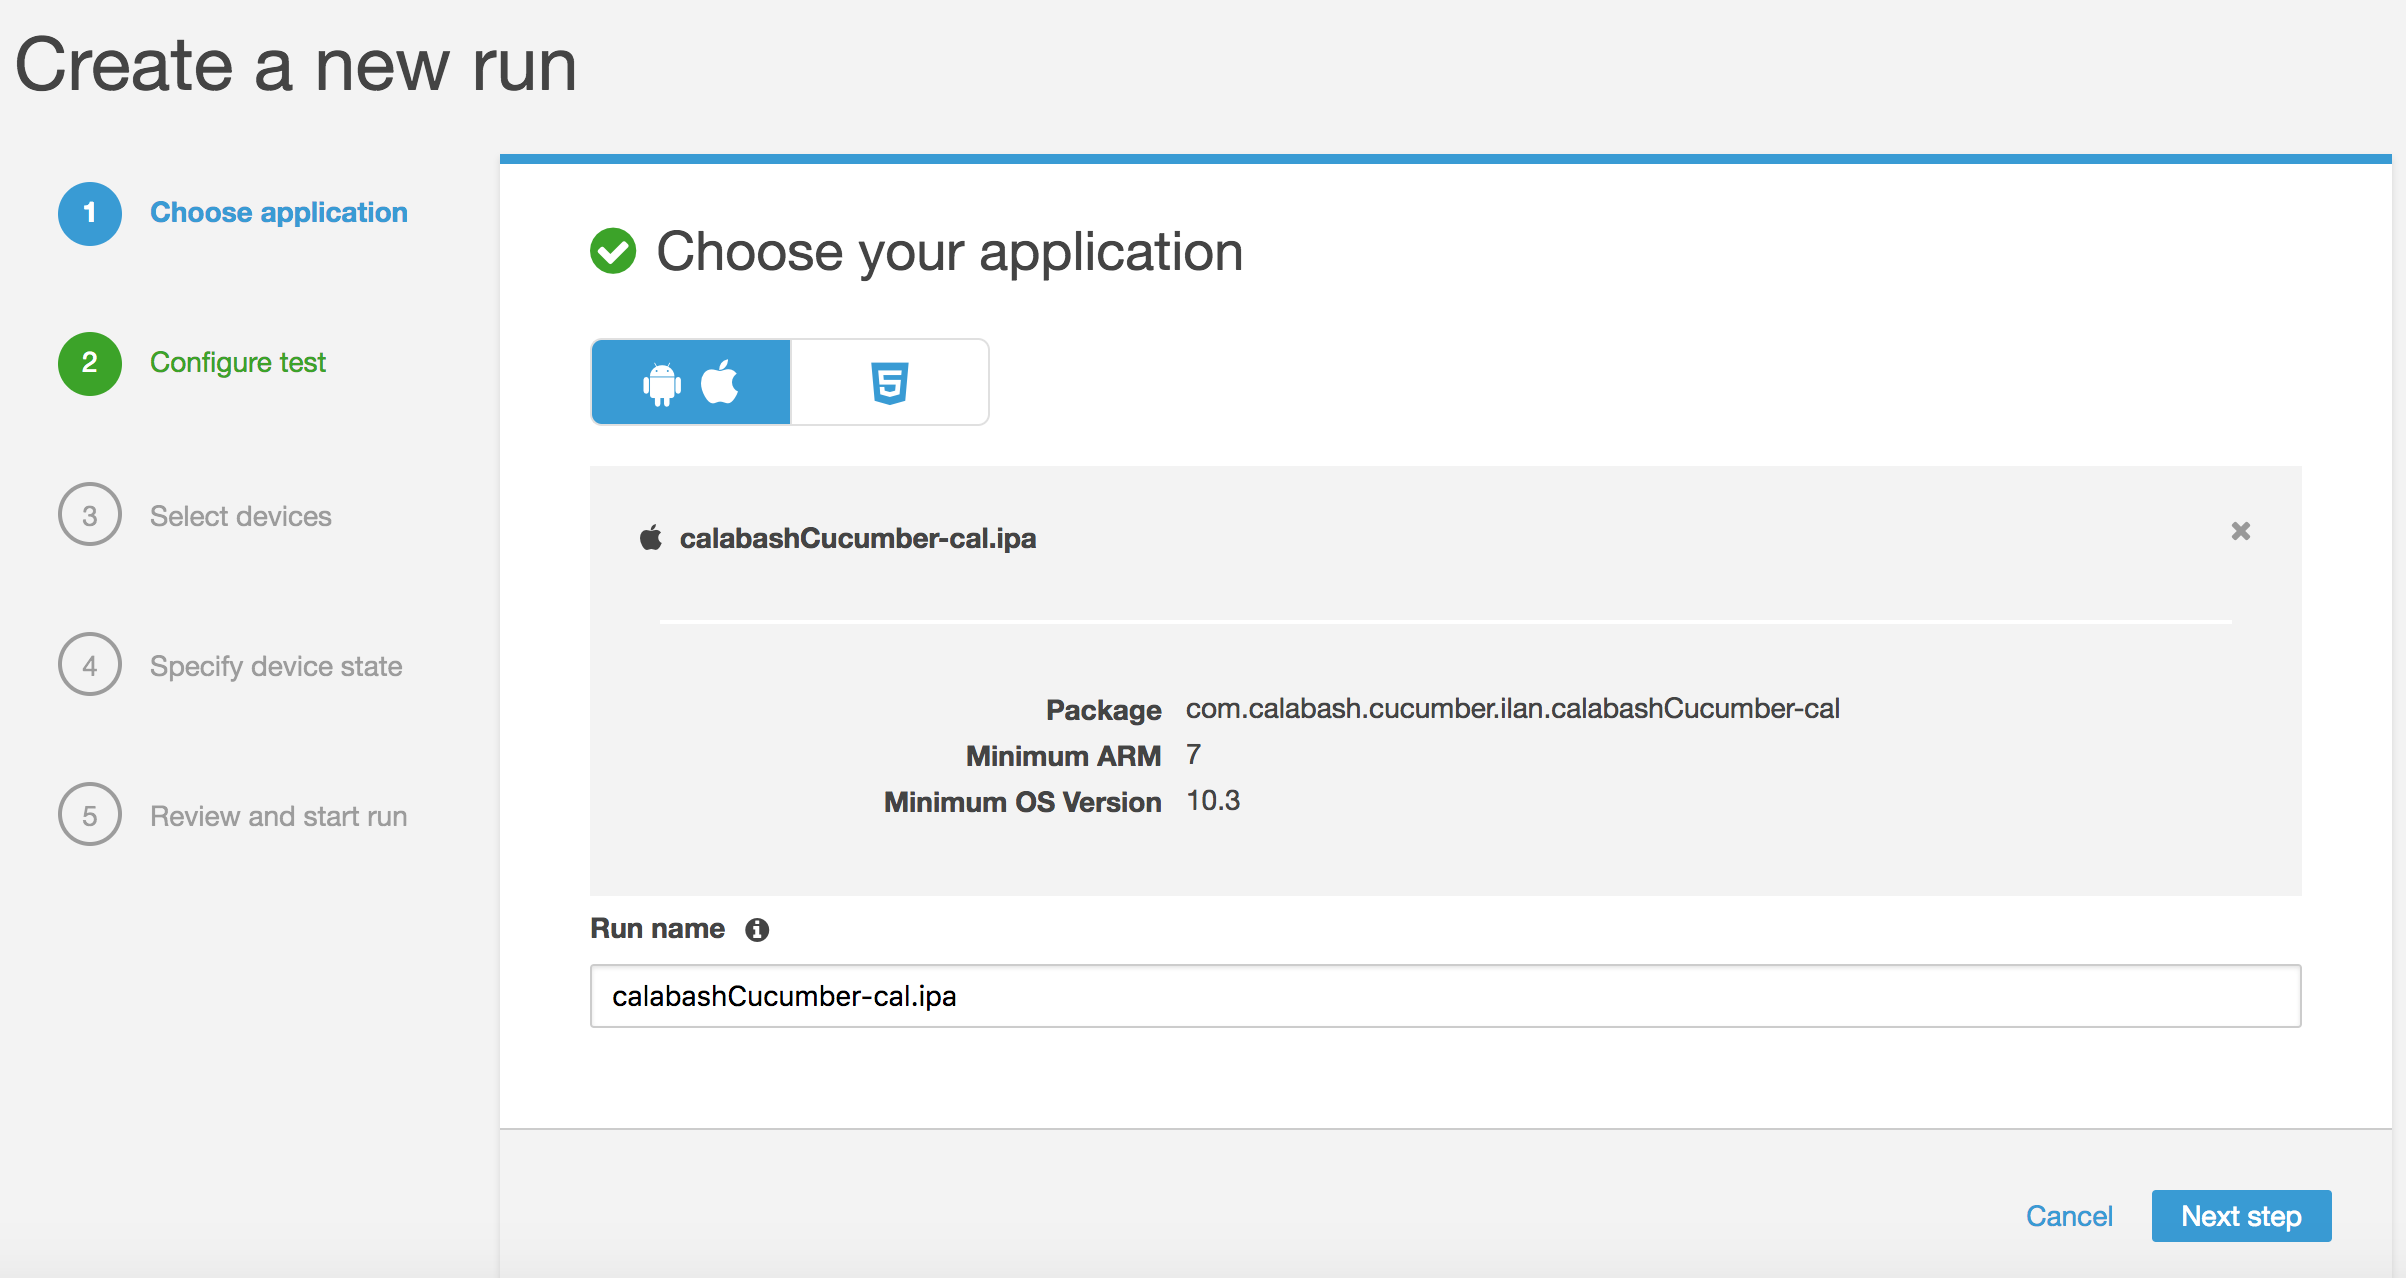 Create a new run
1 Choose application
2 Configure test
3 Select devices
4 Specify device state
5 Review and start run
Choose your application
5
calabashCucumber-cal.ipa
Package com.calabash.cucumber.ilan.calabashCucumber-cal
Minimum ARM 7
Minimum OS Version 10.3
Run name
calabashCucumber-cal.ipa
Cancel Next step